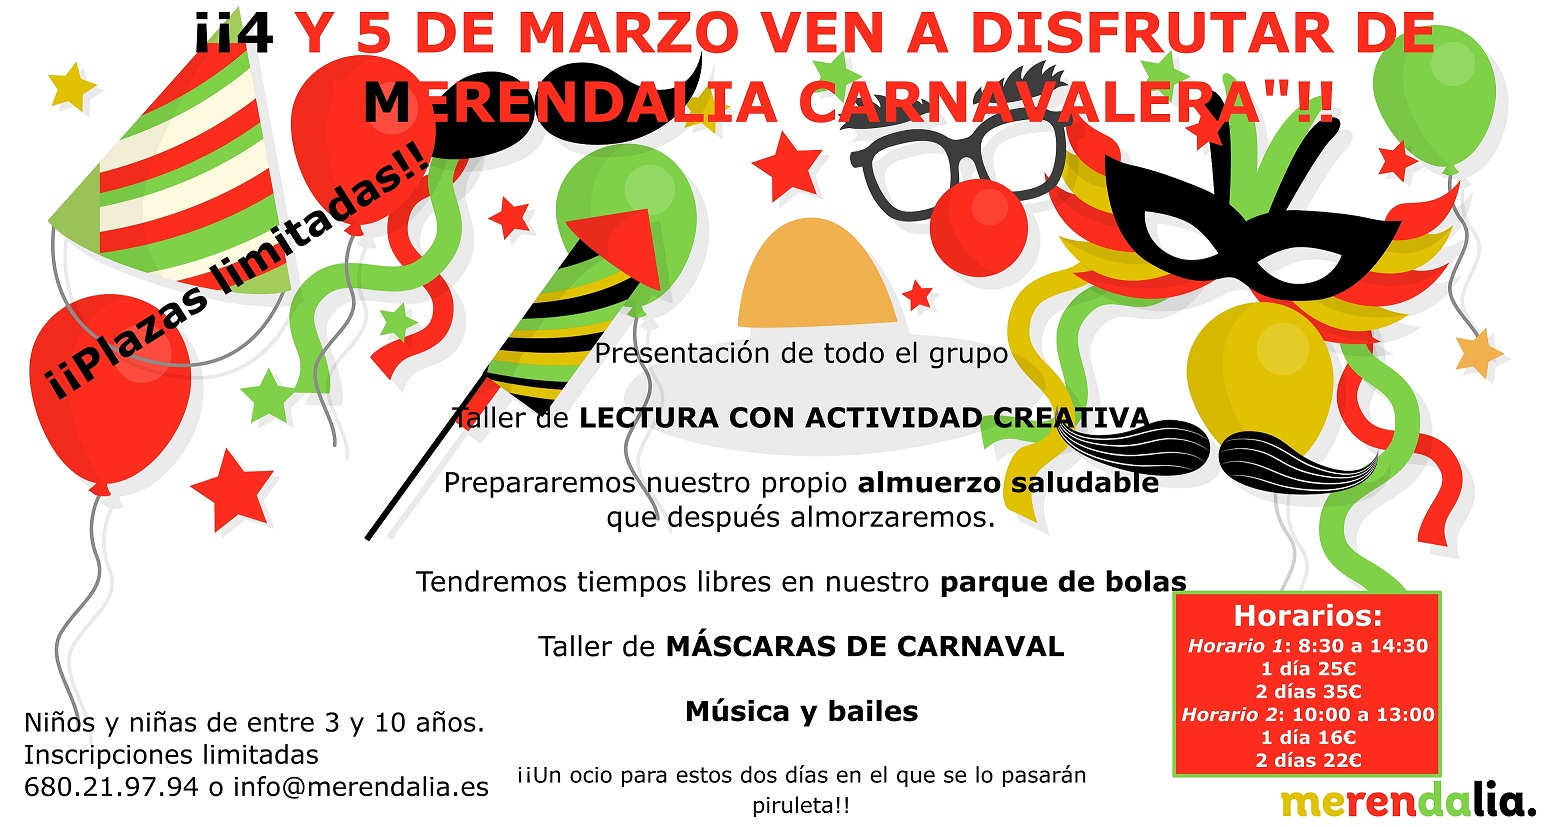 ¡¡4 Y 5 DE MARZO VEN A DISFRUTAR DE
MERENDALIA CARNAVALERA"!!
¡¡Plazas limitadas!!
Presentación de todo el grupo
Taller de LECTURA CON ACTIVIDAD CREATIVA
Prepararemos nuestro propio almuerzo saludable
que después almorzaremos.
Tendremos tiempos libres en nuestro parque de bolas
Taller de MÁSCARAS DE CARNAVAL
Música y bailes
¡¡Un ocio para estos dos días en el que se lo pasarán
piruleta!!
Niños y niñas de entre 3 y 10 años.
Inscripciones limitadas
680.21.97.94 o info@merendalia.es
Horarios:
Horario 1: 8:30 a 14:30
1 día 25€
2 días 35€
Horario 2: 10:00 a 13:00
1 día 16€
2 días 22€
merendalia.